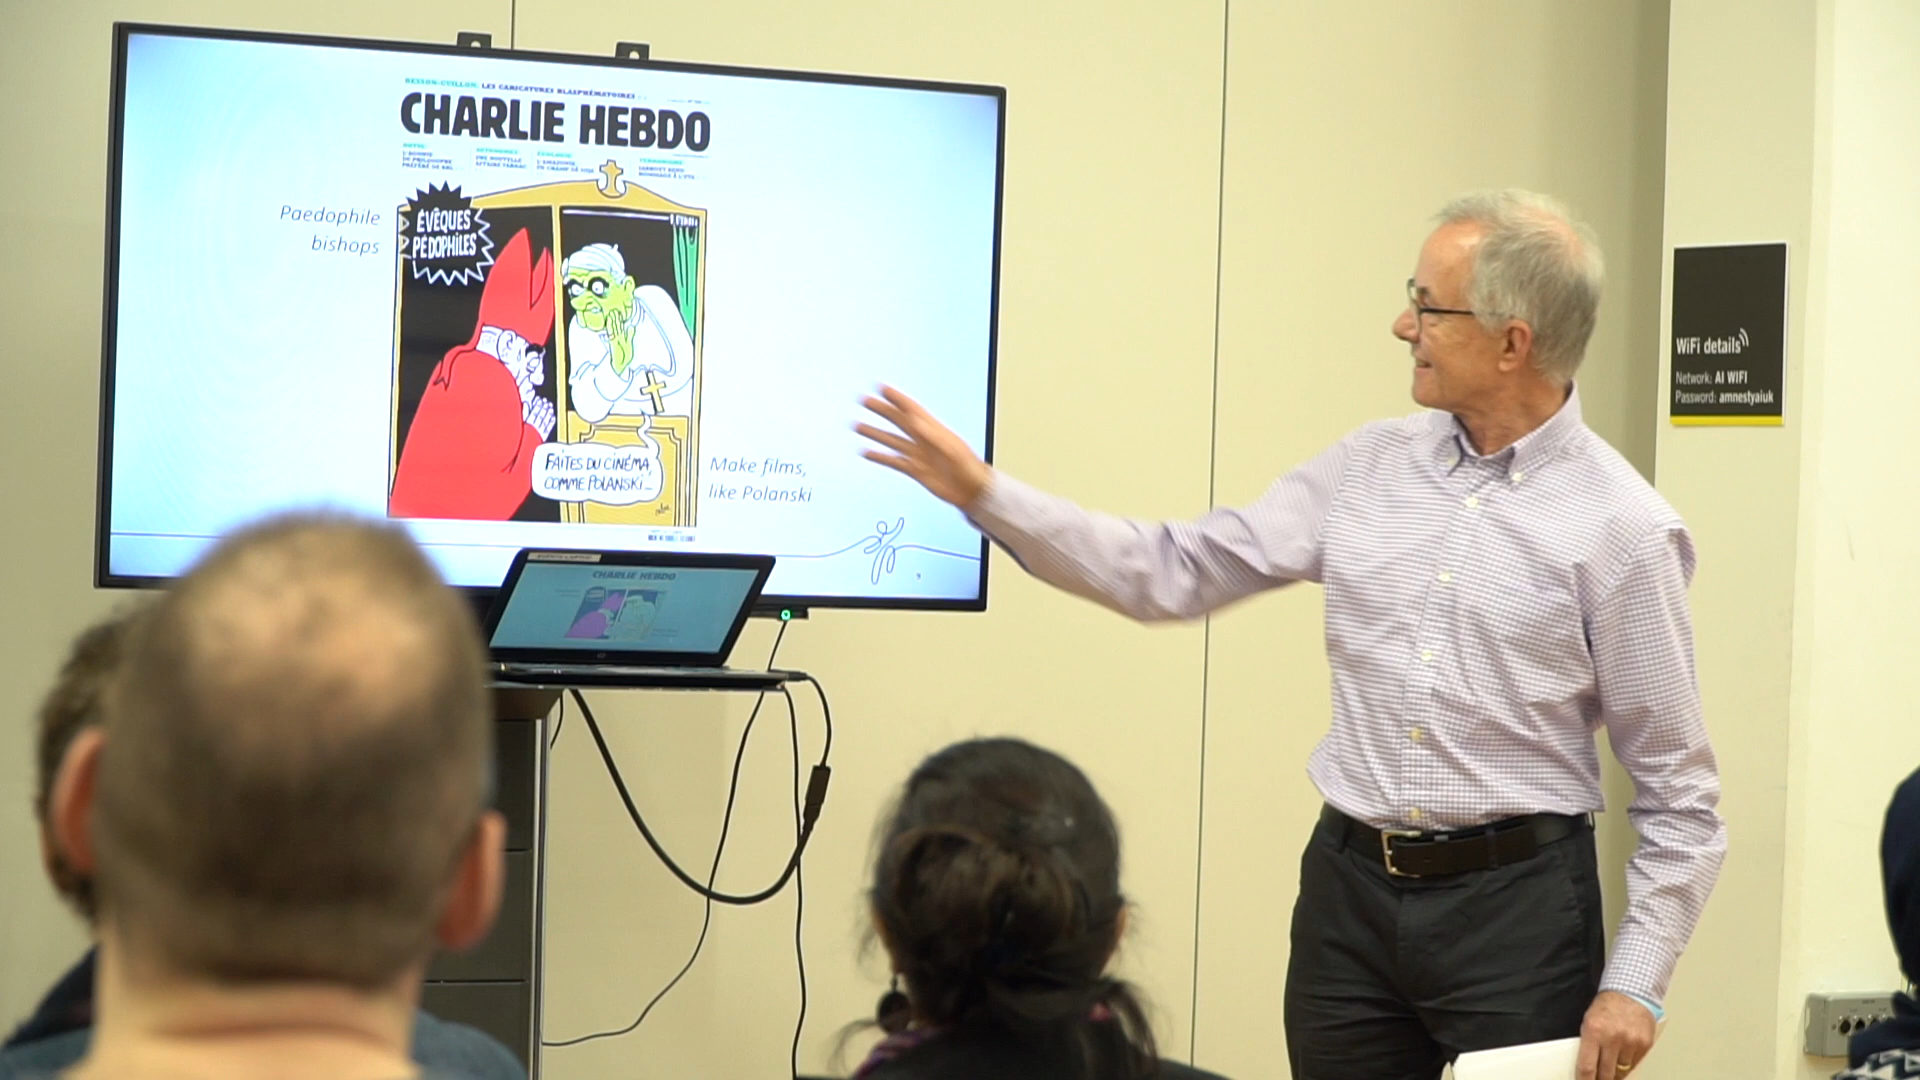 LES CARICATURES BLASPHÉMATOIRES
CHARLIE HEBDO
Paedophile
bishops
ÉVÊQUES
PÉDOPHILES
FAITES DU CINÉMA,
COMME POLANSKI...
Make films,
like Polanski
9
CHARLIE HEBDO
WiFi details
Network: AI WIFI
Password: amnestyaiuk